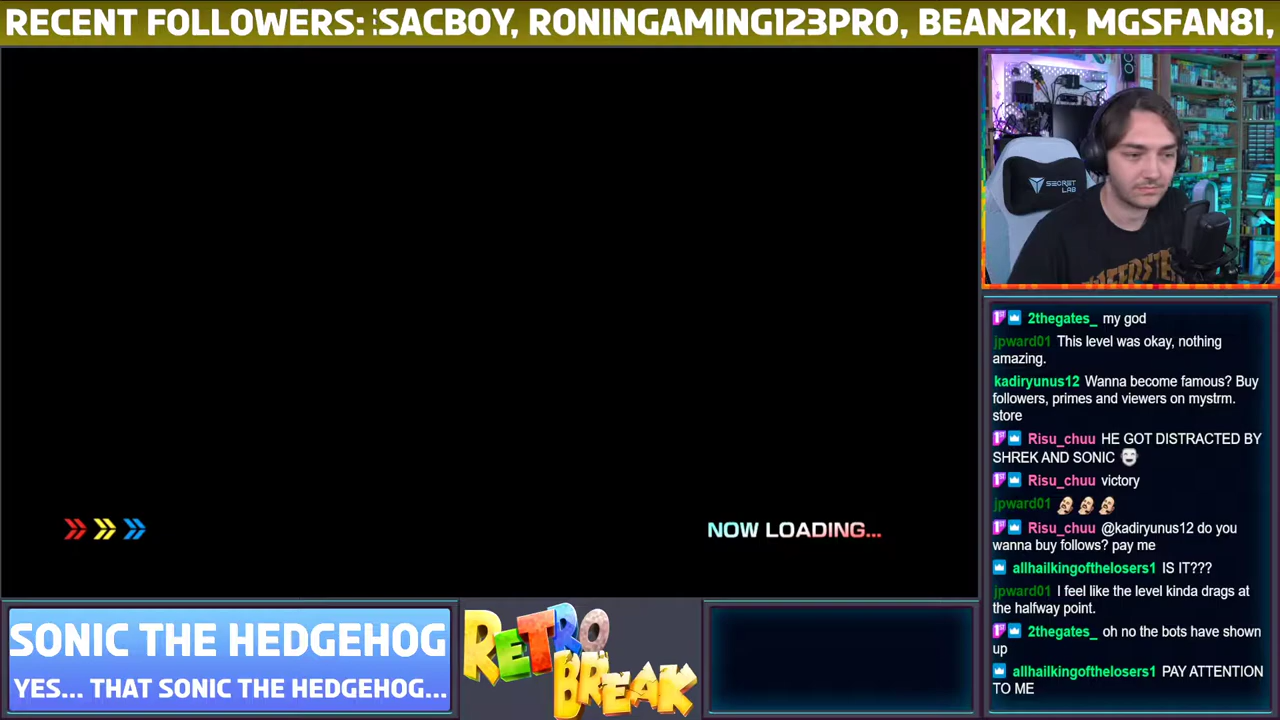 RECENT FOLLOWERS: SACBOY, RONINGAMING123PRO, BEAN2K1, MGSFAN81,
SECRET
LAB
2thegates_ my god
jpward01 This level was okay, nothing
amazing.
kadiryunus12 Wanna become famous? Buy
followers, primes and viewers on mystrm.
store
Risu_chuu HE GOT DISTRACTED BY
SHREK AND SONIC
Risu_chuu victory
jpward01
Risu_chuu @kadiryunus12 do you
wanna buy follows? pay me
allhailkingofthelosers1 IS IT???
jpward01 I feel like the level kinda drags at
the halfway point.
2thegates_ oh no the bots have shown
up
allhailkingofthelosers1 PAY ATTENTION
TO ME
NOW LOADING...
SONIC THE HEDGEHOG
YES... THAT SONIC THE HEDGEHOG...
RETRO
BREAK